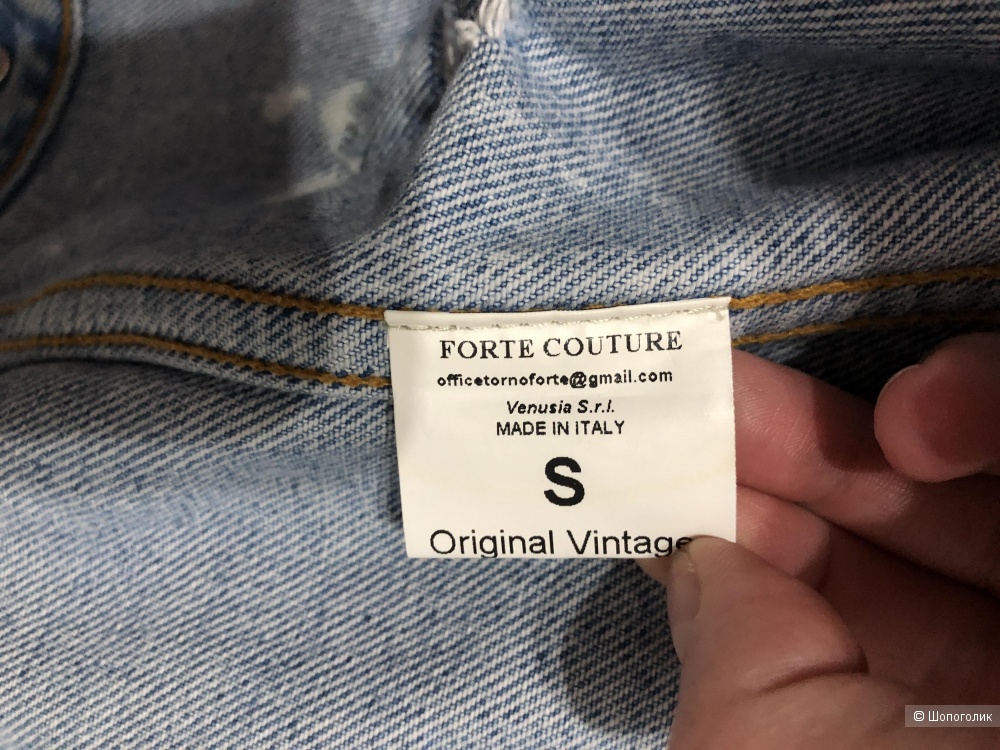 FORTE COUTURE
officetornoforte@gmail.com
Venusia S.r.l.
MADE IN ITALY
S
Original Vintage
© Шопоголик